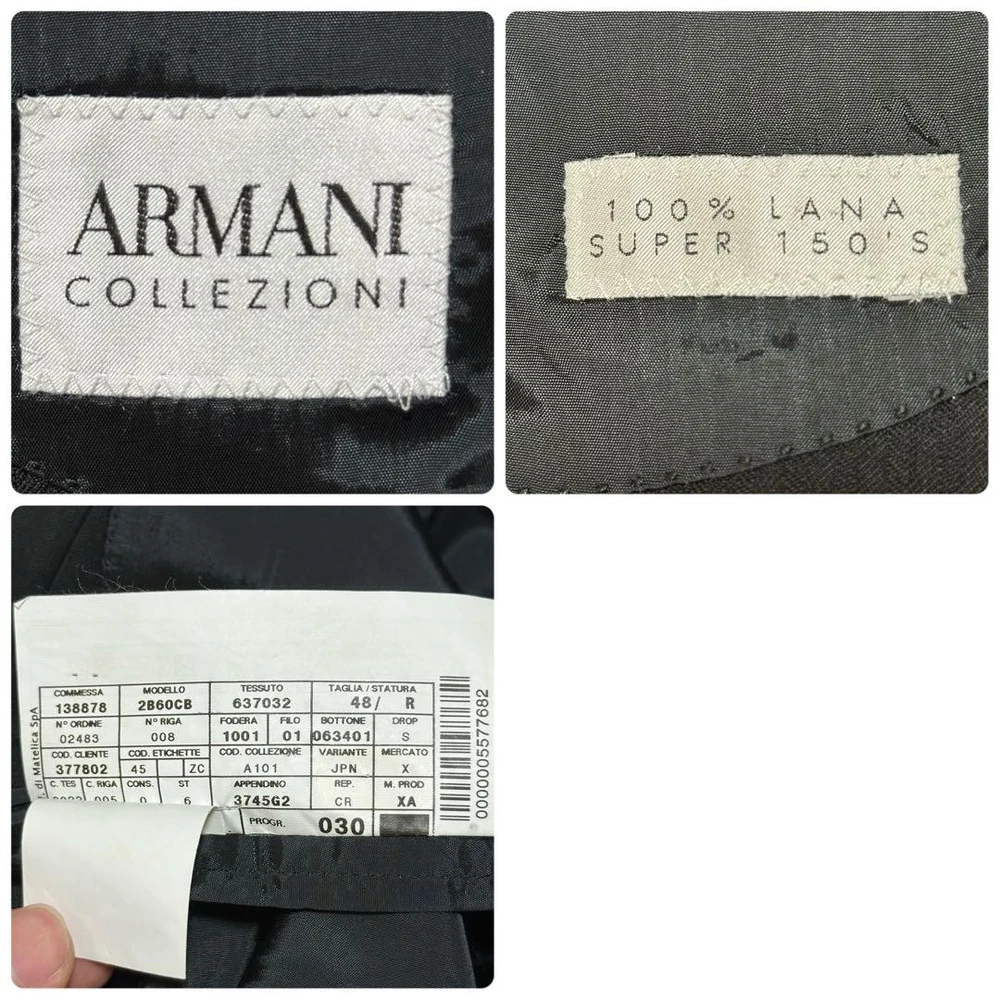 ARMANI
COLLEZIONI
100% LANA
SUPER 150'S
COMMESSA MODELLO TESSUTO TAGLIA / STATURA
138878 2B60CB 637032 48/ R
N° ORDINE N° RIGA FODERA FILO BOTTONE DROP
02483 008 1001 01 063401 S
COD. CLIENTE COD. ETICHETTE COD. COLLEZIONE VARIANTE MERCATO
377802 45 ZC A101 JPN X
C. TES C. RIGA CONS. ST APPENDINO REP. M. PROD
005 0 6 3745G2 CR XA
PROGR. 030
di Matelica SpA
0000005577682